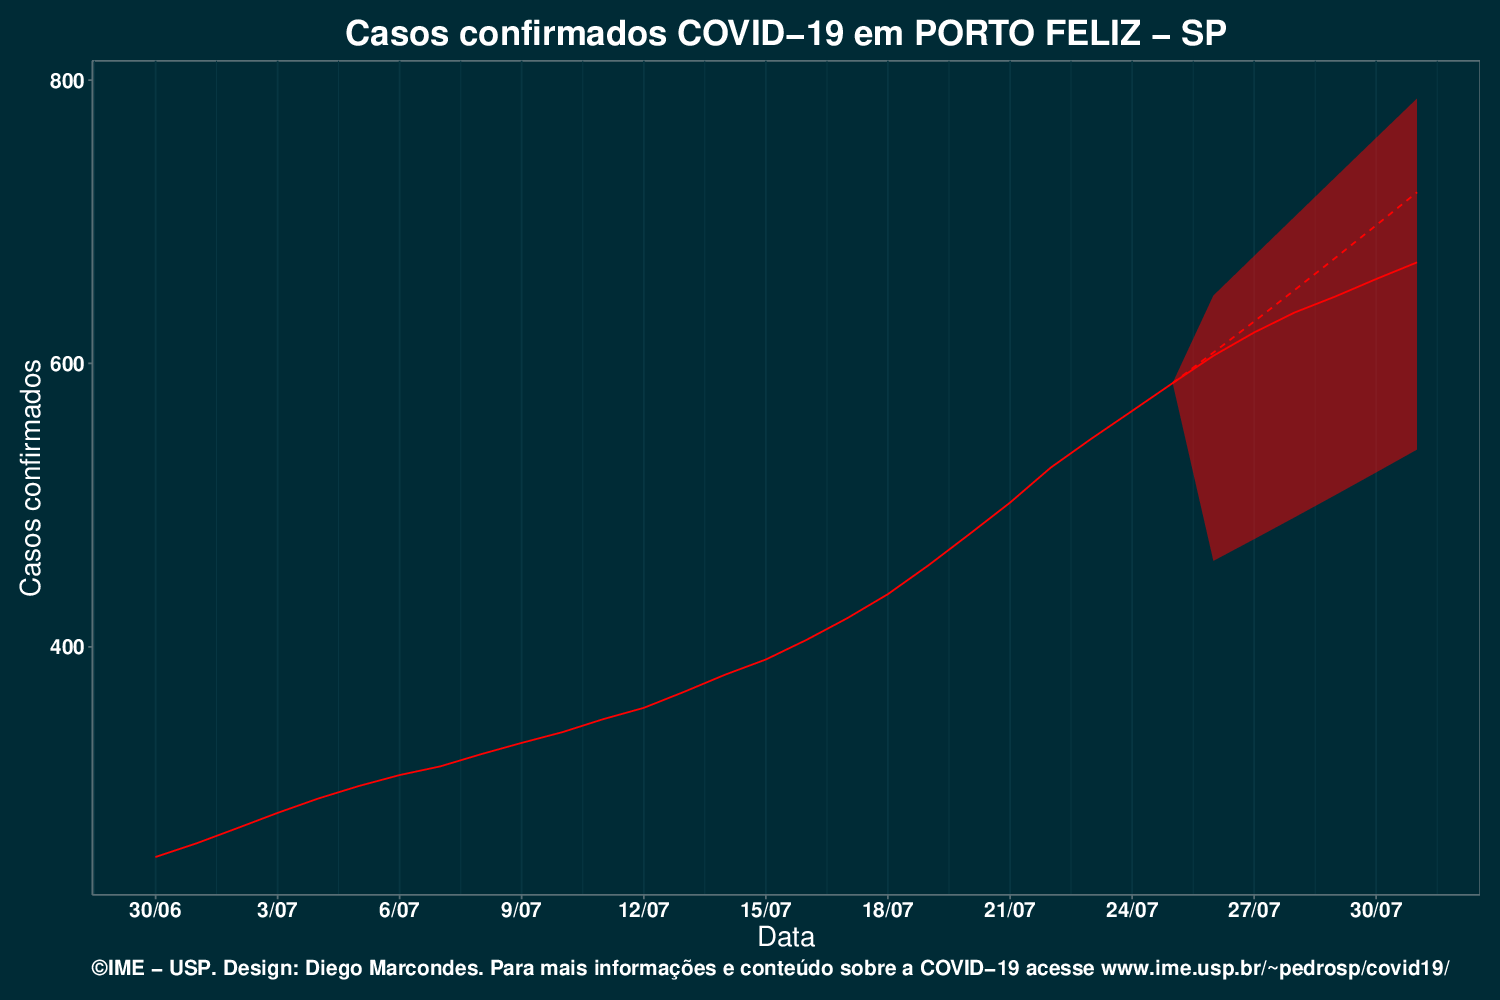 Casos confirmados COVID−19 em PORTO FELIZ − SP
800
600
400
Casos confirmados
30/06 3/07 6/07 9/07 12/07 15/07 18/07 21/07 24/07 27/07 30/07
Data
©IME − USP. Design: Diego Marcondes. Para mais informações e conteúdo sobre a COVID−19 acesse www.ime.usp.br/~pedrosp/covid19/